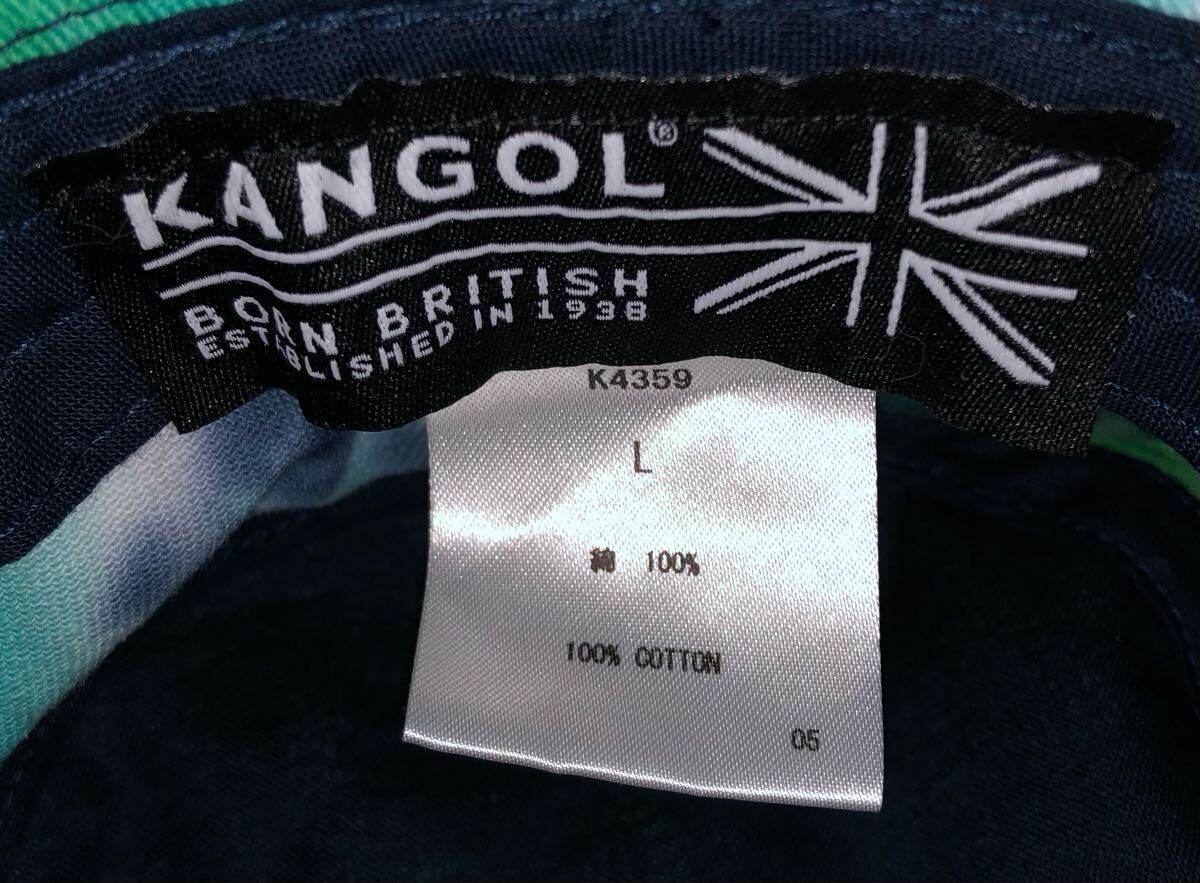 KANGOL®
BORN BRITISH
ESTABLISHED IN 1938
K4359
L
綿 100%
100% COTTON
05